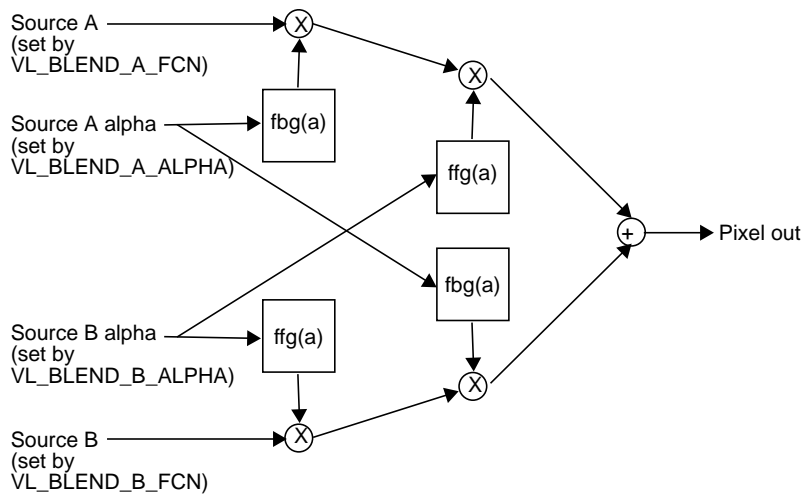 Source A
(set by
VL_BLEND_A_FCN)
X
X
Source A alpha
(set by
VL_BLEND_A_ALPHA)
fbg(a)
ffg(a)
+
Pixel out
fbg(a)
Source B alpha
(set by
VL_BLEND_B_ALPHA)
ffg(a)
X
Source B
(set by
VL_BLEND_B_FCN)
X